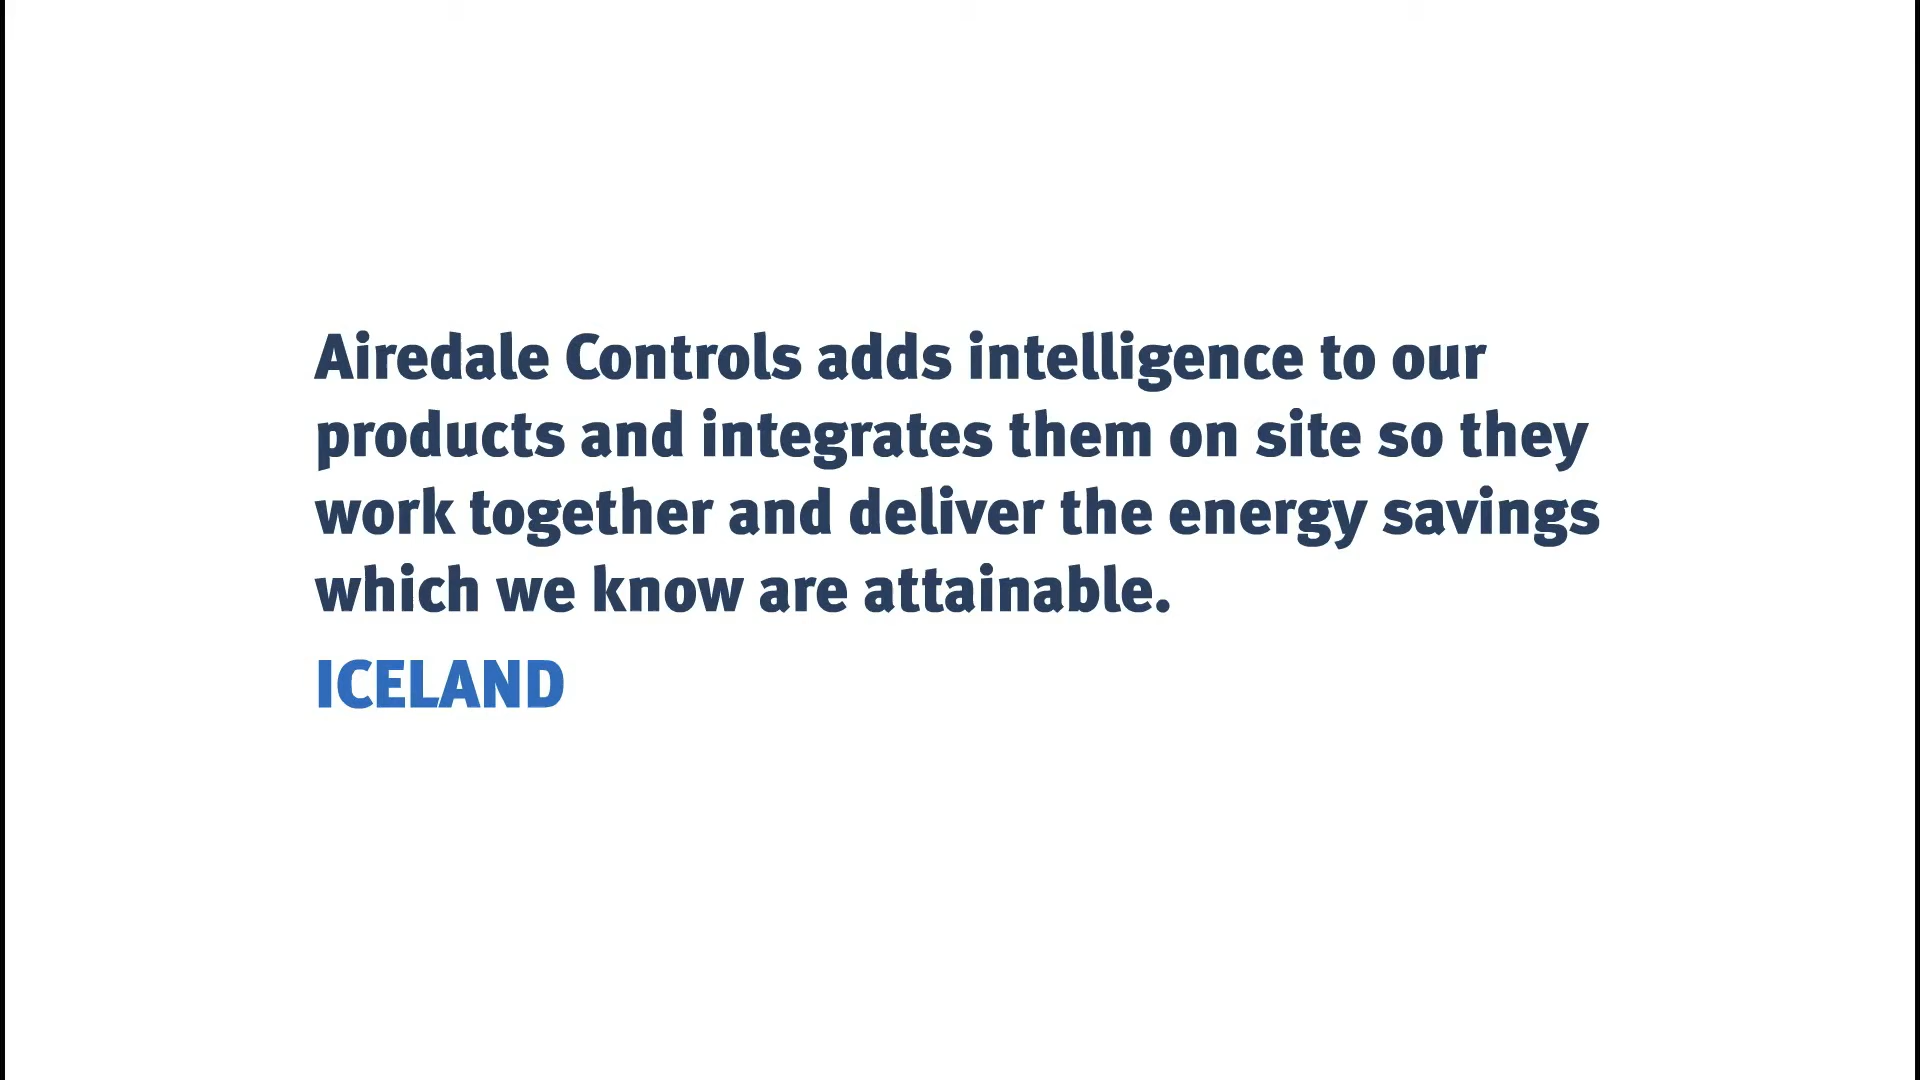 Airedale Controls adds intelligence to our
products and integrates them on site so they
work together and deliver the energy savings
which we know are attainable.
ICELAND